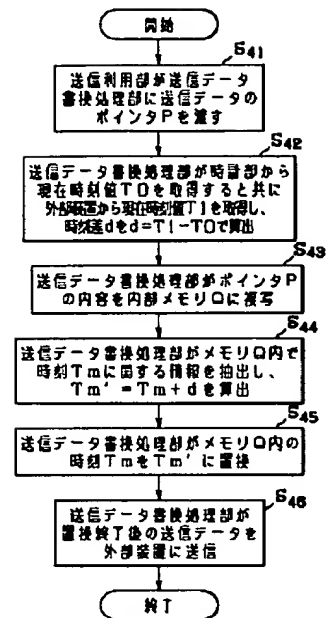 開始
S41
送信利用部が送信データ
書換処理部に送信データの
ポインタPを渡す
S42
送信データ書換処理部が時計部から
現在時刻値T0を取得すると共に
外部装置から現在時刻値T1を取得し、
時刻差dをd=T1-T0で算出
S43
送信データ書換処理部がポインタP
の内容を内部メモリQに複写
S44
送信データ書換処理部がメモリQ内で
時刻Tmに関する情報を抽出し、
Tm'=Tm+dを算出
S45
送信データ書換処理部がメモリQ内の
時刻TmをTm'に置換
S46
送信データ書換処理部が
置換終了後の送信データを
外部装置に送信
終了